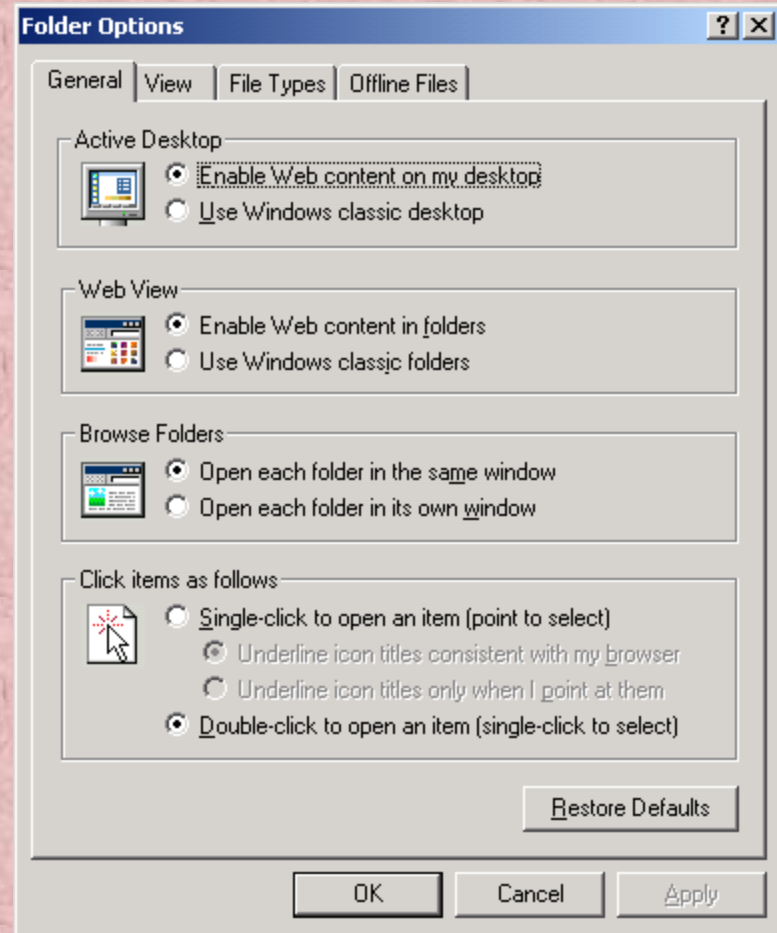 Folder Options
General
View
File Types
Offline Files
Active Desktop
Enable Web content on my desktop
Use Windows classic desktop
Web View
Enable Web content in folders
Use Windows classic folders
Browse Folders
Open each folder in the same window
Open each folder in its own window
Click items as follows
Single-click to open an item (point to select)
Underline icon titles consistent with my browser
Underline icon titles only when I point at them
Double-click to open an item (single-click to select)
Restore Defaults
OK
Cancel
Apply